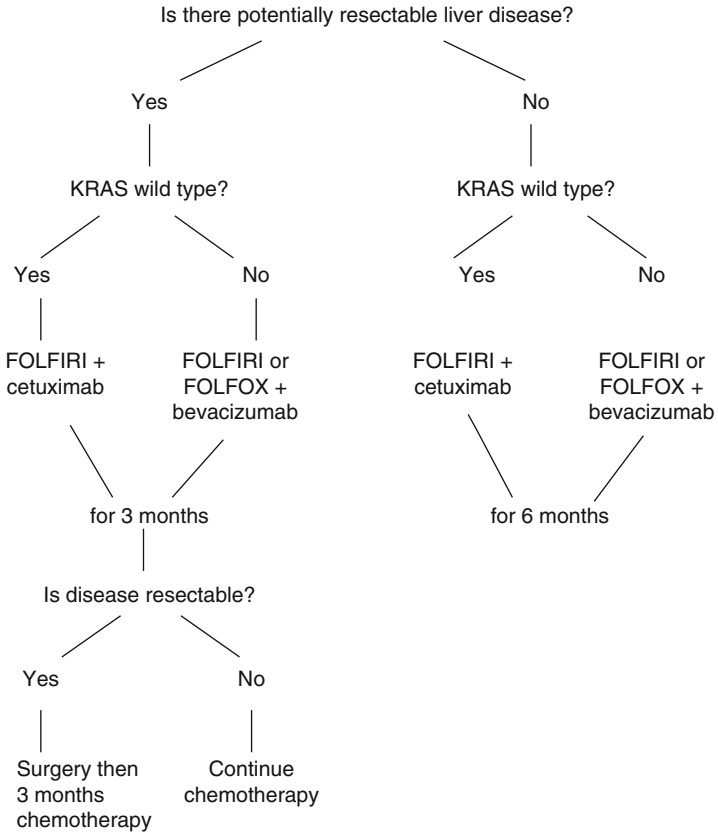 Is there potentially resectable liver disease?
Yes
No
KRAS wild type?
KRAS wild type?
Yes
No
Yes
No
FOLFIRI +
cetuximab
FOLFIRI or
FOLFOX +
bevacizumab
FOLFIRI +
cetuximab
FOLFIRI or
FOLFOX +
bevacizumab
for 3 months
for 6 months
Is disease resectable?
Yes
No
Surgery then
3 months
chemotherapy
Continue
chemotherapy